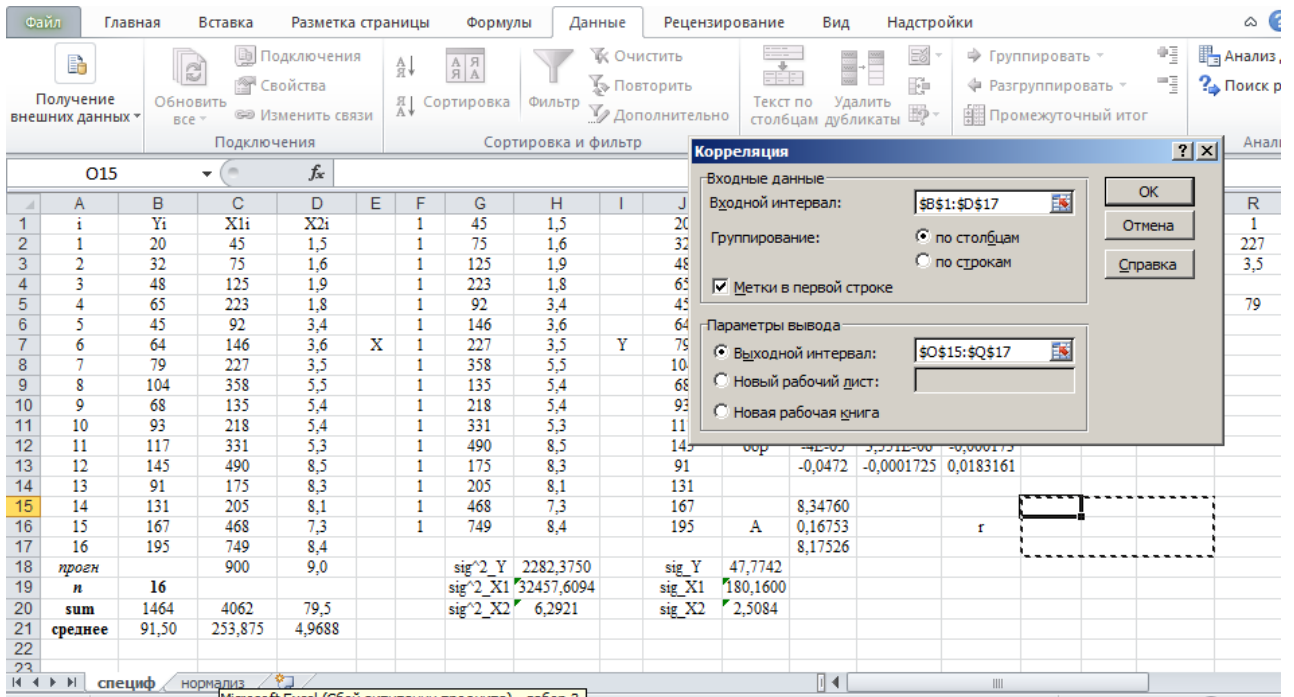 Файл Главная Вставка Разметка страницы Формулы Данные Рецензирование Вид Надстройки
Получение внешних данных
Обновить все
Подключения
Свойства
Изменить связи
Подключения
Сортировка
Фильтр
Очистить
Повторить
Дополнительно
Сортировка и фильтр
Текст по столбцам
Удалить дубликаты
Группировать
Разгруппировать
Промежуточный итог
Анализ
Поиск р
Анали
O15 fx
Корреляция
Входные данные
Входной интервал: $B$1:$D$17
Группирование: по столбцам
по строкам
Метки в первой строке
Параметры вывода
Выходной интервал: $O$15:$Q$17
Новый рабочий лист:
Новая рабочая книга
OK
Отмена
Справка
A B C D E F G H I J R
1 i Yi X1i X2i 1 45 1,5 20 1
2 1 20 45 1,5 1 75 1,6 32 227
3 2 32 75 1,6 1 125 1,9 48 3,5
4 3 48 125 1,9 1 223 1,8 65
5 4 65 223 1,8 1 92 3,4 45 79
6 5 45 92 3,4 1 146 3,6 64
7 6 64 146 3,6 X 1 227 3,5 Y 79
8 7 79 227 3,5 1 358 5,5 10
9 8 104 358 5,5 1 135 5,4 68
10 9 68 135 5,4 1 218 5,4 93
11 10 93 218 5,4 1 331 5,3 11
12 11 117 331 5,3 1 490 8,5 145
13 12 145 490 8,5 1 175 8,3 91 -0,0472 -0,0001725 0,0183161
14 13 91 175 8,3 1 205 8,1 131
15 14 131 205 8,1 1 468 7,3 167 8,34760
16 15 167 468 7,3 1 749 8,4 195 A 0,16753 r
17 16 195 749 8,4 8,17526
18 прогн 900 9,0 sig^2_Y 2282,3750 sig_Y 47,7742
19 n 16 sig^2_X1 32457,6094 sig_X1 180,1600
20 sum 1464 4062 79,5 sig^2_X2 6,2921 sig_X2 2,5084
21 среднее 91,50 253,875 4,9688
22
23
специф нормализ